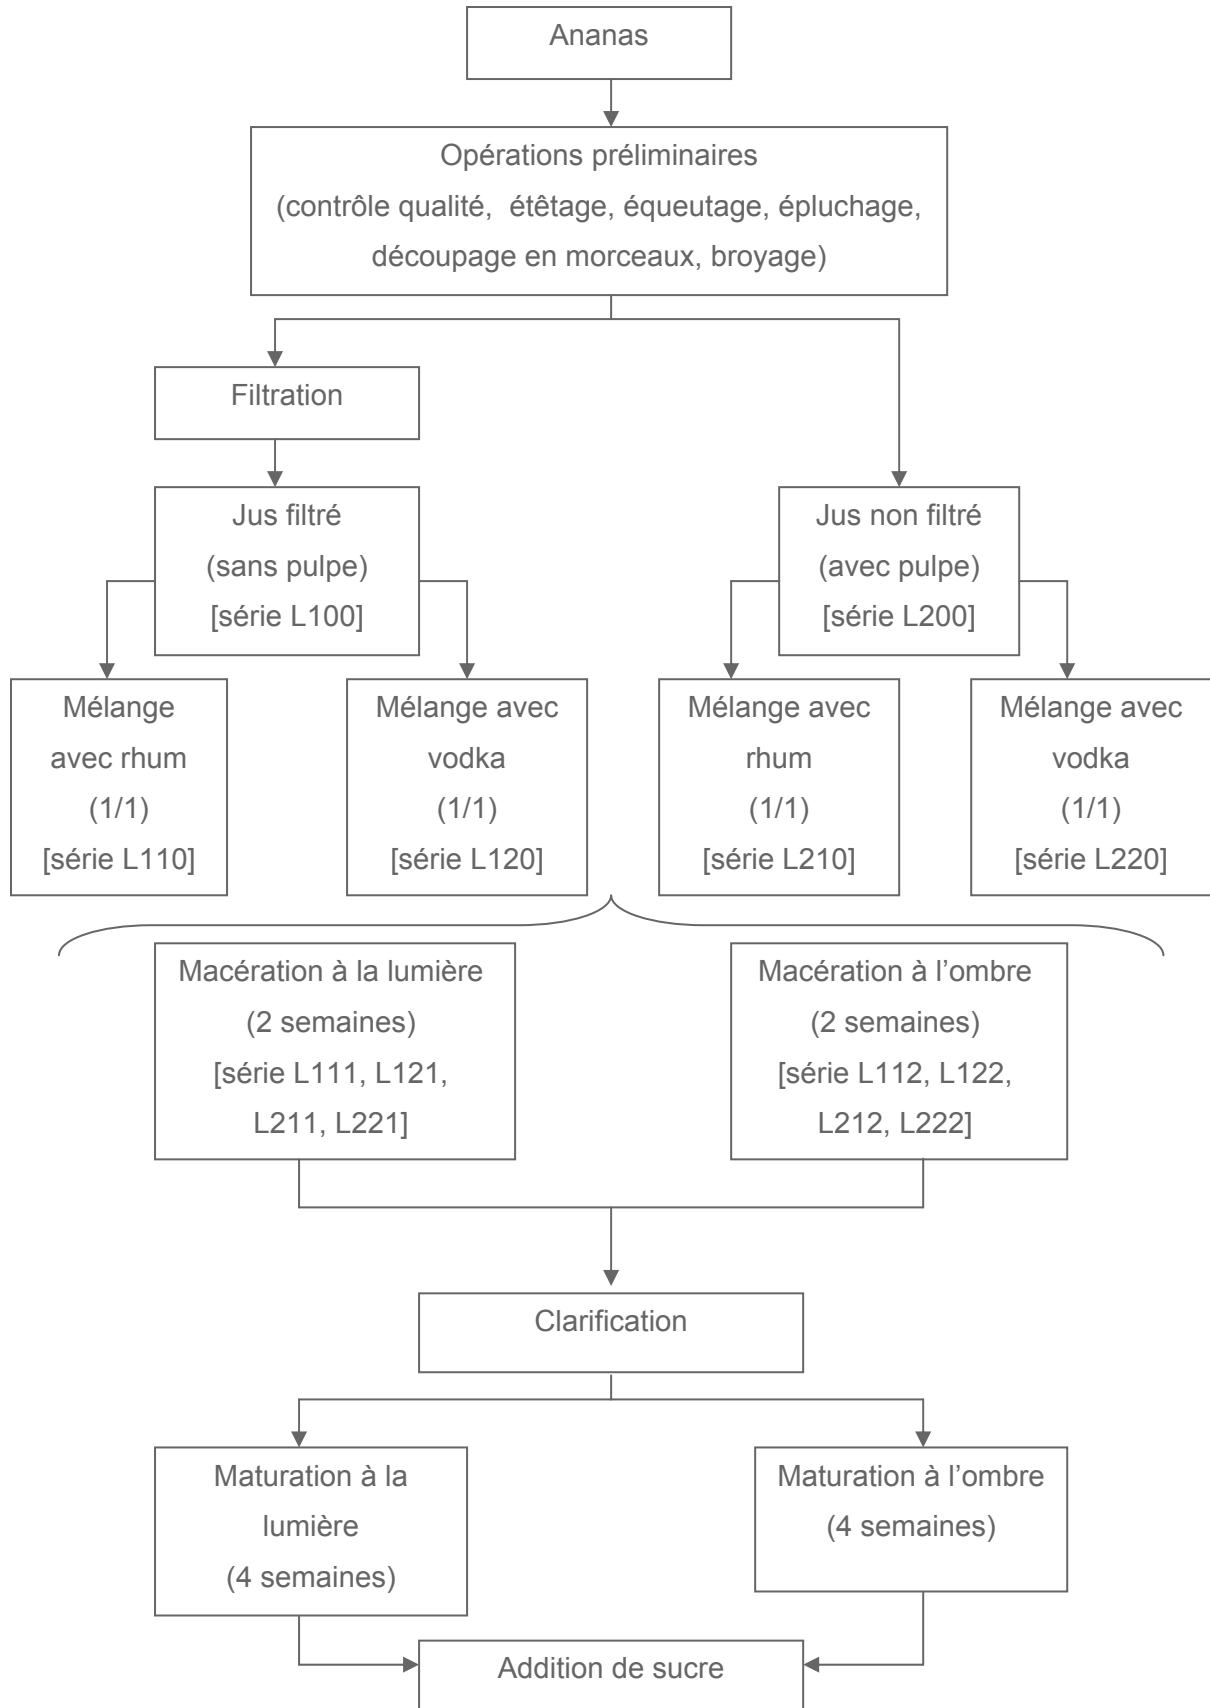 Ananas
Opérations préliminaires
(contrôle qualité, étêtage, équeutage, épluchage,
découpage en morceaux, broyage)
Filtration
Jus filtré
(sans pulpe)
[série L100]
Jus non filtré
(avec pulpe)
[série L200]
Mélange
avec rhum
(1/1)
[série L110]
Mélange avec
vodka
(1/1)
[série L120]
Mélange avec
rhum
(1/1)
[série L210]
Mélange avec
vodka
(1/1)
[série L220]
Macération à la lumière
(2 semaines)
[série L111, L121,
L211, L221]
Macération à l’ombre
(2 semaines)
[série L112, L122,
L212, L222]
Clarification
Maturation à la
lumière
(4 semaines)
Maturation à l’ombre
(4 semaines)
Addition de sucre